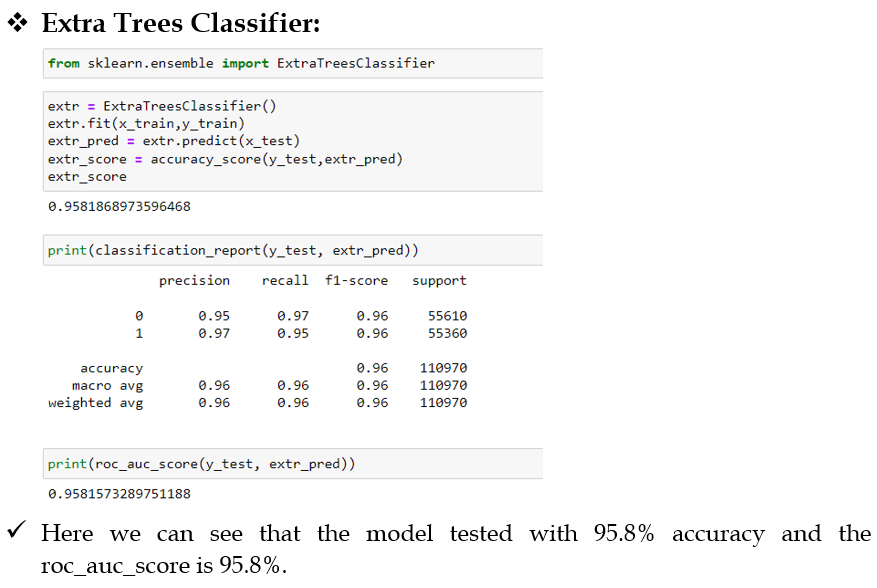 ❖ Extra Trees Classifier:
from sklearn.ensemble import ExtraTreesClassifier
extr = ExtraTreesClassifier()
extr.fit(x_train,y_train)
extr_pred = extr.predict(x_test)
extr_score = accuracy_score(y_test,extr_pred)
extr_score
0.9581868973596468
print(classification_report(y_test, extr_pred))
precision recall f1-score support
0 0.95 0.97 0.96 55610
1 0.97 0.95 0.96 55360
accuracy 0.96 110970
macro avg 0.96 0.96 0.96 110970
weighted avg 0.96 0.96 0.96 110970
print(roc_auc_score(y_test, extr_pred))
0.9581573289751188
✓ Here we can see that the model tested with 95.8% accuracy and the
roc_auc_score is 95.8%.